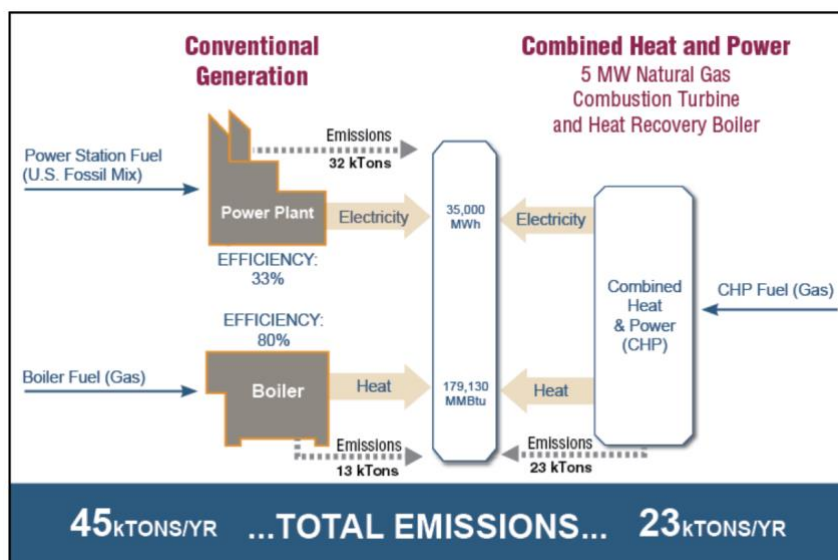 Conventional
Generation
Combined Heat and Power
5 MW Natural Gas
Combustion Turbine
and Heat Recovery Boiler
Power Station Fuel
(U.S. Fossil Mix)
Emissions
32 kTons
Power Plant
Electricity
35,000
MWh
Electricity
EFFICIENCY:
33%
Combined
Heat
& Power
(CHP)
CHP Fuel (Gas)
EFFICIENCY:
80%
Boiler Fuel (Gas)
Boiler
Heat
179,130
MMBtu
Heat
Emissions
13 kTons
Emissions
23 kTons
45kTONS/YR ...TOTAL EMISSIONS... 23kTONS/YR